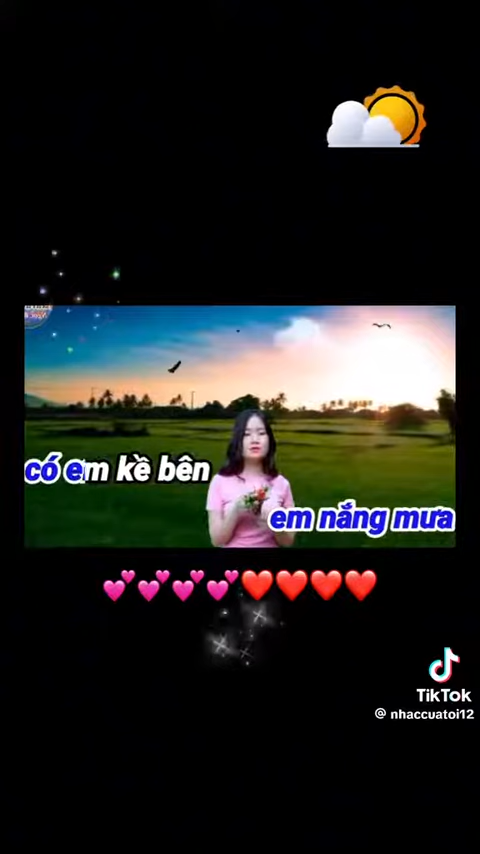 có em kề bên
em nắng mưa
TikTok
@ nhaccuatoi12